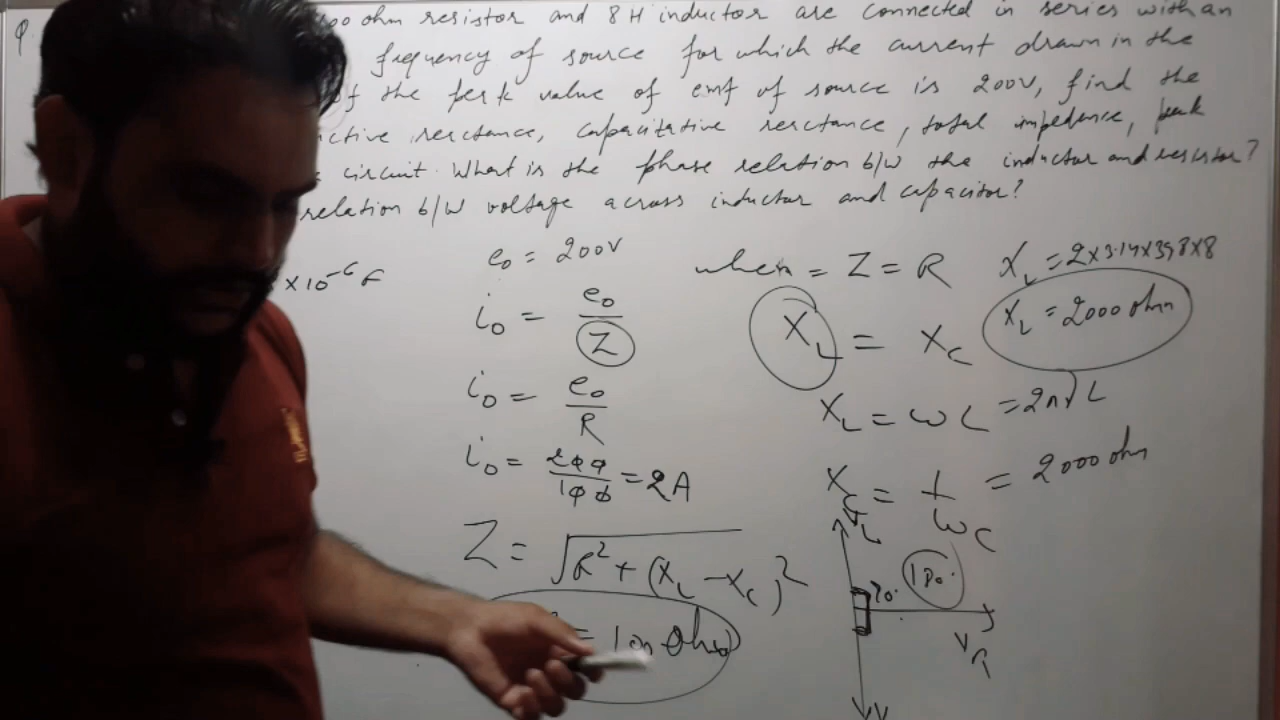 Q.
100 ohm resistor and 8H inductor are connected in series with an
frequency of source for which the current drawn in the
If the peak value of emf of source is 200V, find the
ictive reactance, capacitative reactance, total impedence, peak
circuit. What is the phase relation b/w the inductor and resistor?
relation b/w voltage across inductor and capacitor?
×10⁻⁶ F
e₀ = 200V
i₀ = e₀/Z
i₀ = e₀/R
i₀ = 200/100 = 2A
Z = √R² + (X_L - X_C)²
= 100 Ohm
when = Z = R
X_L = X_C
X_L = ωL = 2πνL
X_C = 1/ωC = 2000 ohm
X_L = 2×3.14×39.8×8
X_L = 2000 ohm
V_L
90°
180°
V_R
V